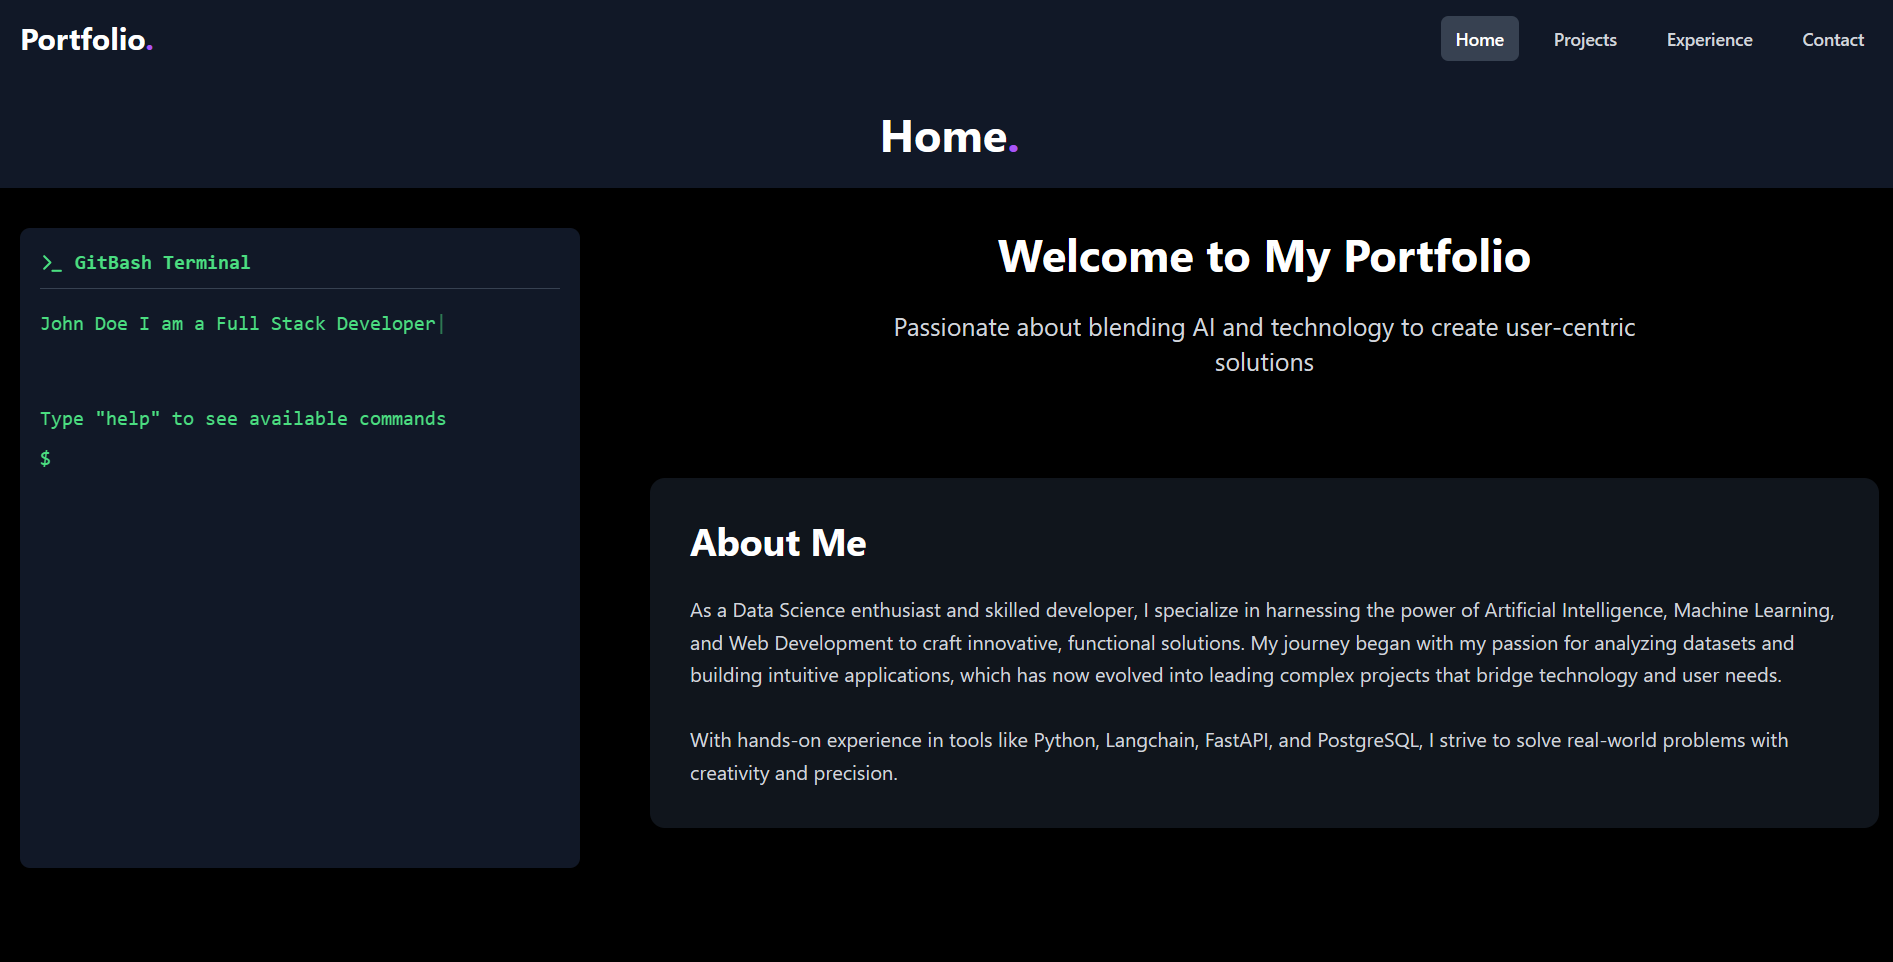 Portfolio.
Home
Projects
Experience
Contact
Home.
>_ GitBash Terminal
John Doe I am a Full Stack Developer|
Type "help" to see available commands
$
Welcome to My Portfolio
Passionate about blending AI and technology to create user-centric
solutions
About Me
As a Data Science enthusiast and skilled developer, I specialize in harnessing the power of Artificial Intelligence, Machine Learning,
and Web Development to craft innovative, functional solutions. My journey began with my passion for analyzing datasets and
building intuitive applications, which has now evolved into leading complex projects that bridge technology and user needs.
With hands-on experience in tools like Python, Langchain, FastAPI, and PostgreSQL, I strive to solve real-world problems with
creativity and precision.